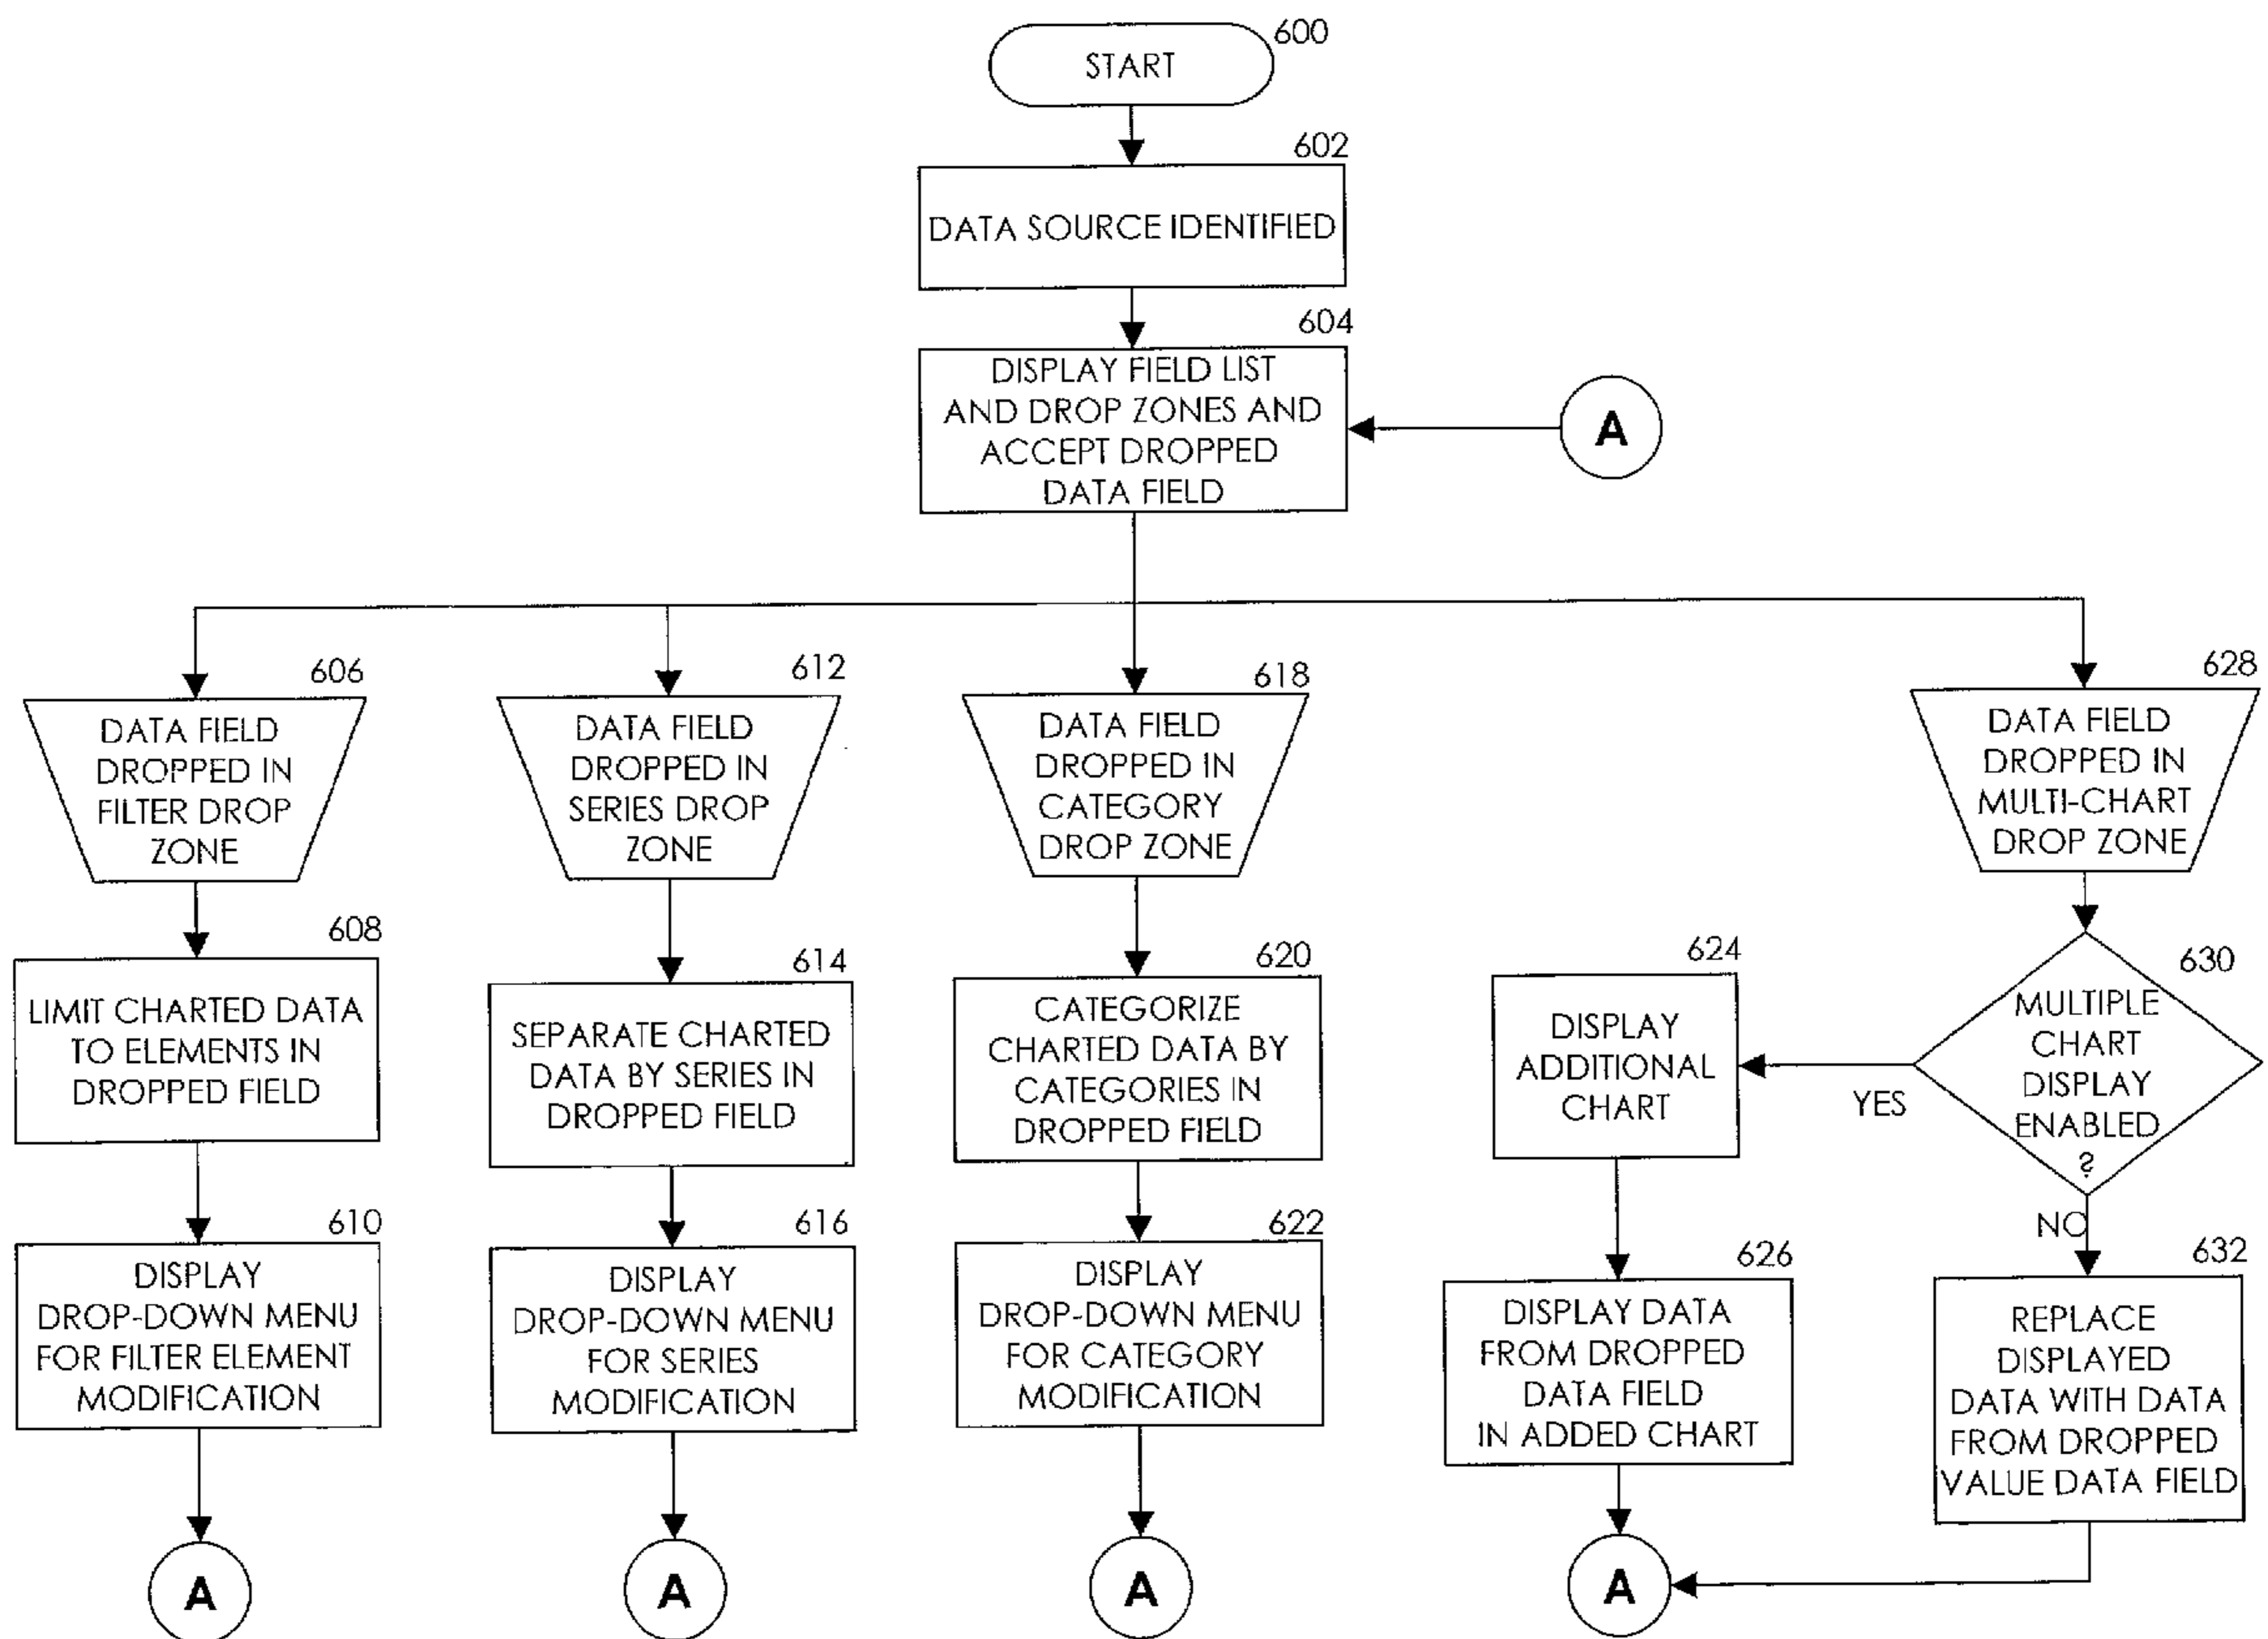 600
START
602
DATA SOURCE IDENTIFIED
604
DISPLAY FIELD LIST
AND DROP ZONES AND
ACCEPT DROPPED
DATA FIELD
A
606
DATA FIELD
DROPPED IN
FILTER DROP
ZONE
612
DATA FIELD
DROPPED IN
SERIES DROP
ZONE
618
DATA FIELD
DROPPED IN
CATEGORY
DROP ZONE
628
DATA FIELD
DROPPED IN
MULTI-CHART
DROP ZONE
608
LIMIT CHARTED DATA
TO ELEMENTS IN
DROPPED FIELD
614
SEPARATE CHARTED
DATA BY SERIES IN
DROPPED FIELD
620
CATEGORIZE
CHARTED DATA BY
CATEGORIES IN
DROPPED FIELD
624
DISPLAY
ADDITIONAL
CHART
YES
630
MULTIPLE
CHART
DISPLAY
ENABLED
?
NO
610
DISPLAY
DROP-DOWN MENU
FOR FILTER ELEMENT
MODIFICATION
616
DISPLAY
DROP-DOWN MENU
FOR SERIES
MODIFICATION
622
DISPLAY
DROP-DOWN MENU
FOR CATEGORY
MODIFICATION
626
DISPLAY DATA
FROM DROPPED
DATA FIELD
IN ADDED CHART
632
REPLACE
DISPLAYED
DATA WITH DATA
FROM DROPPED
VALUE DATA FIELD
A
A
A
A